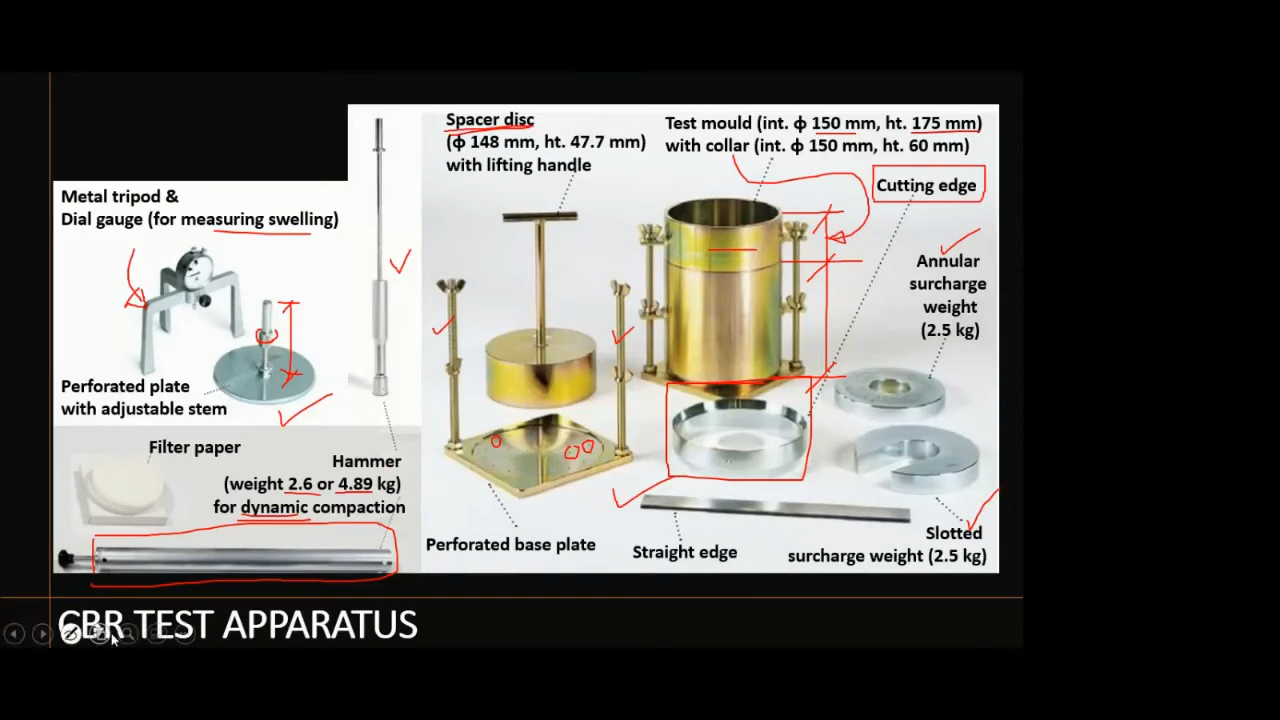 Spacer disc
(ф 148 mm, ht. 47.7 mm)
with lifting handle
Test mould (int. ф 150 mm, ht. 175 mm)
with collar (int. ф 150 mm, ht. 60 mm)
Cutting edge
Metal tripod &
Dial gauge (for measuring swelling)
Annular
surcharge
weight
(2.5 kg)
Perforated plate
with adjustable stem
Filter paper
Hammer
(weight 2.6 or 4.89 kg)
for dynamic compaction
Perforated base plate
Straight edge
Slotted
surcharge weight (2.5 kg)
CBR TEST APPARATUS